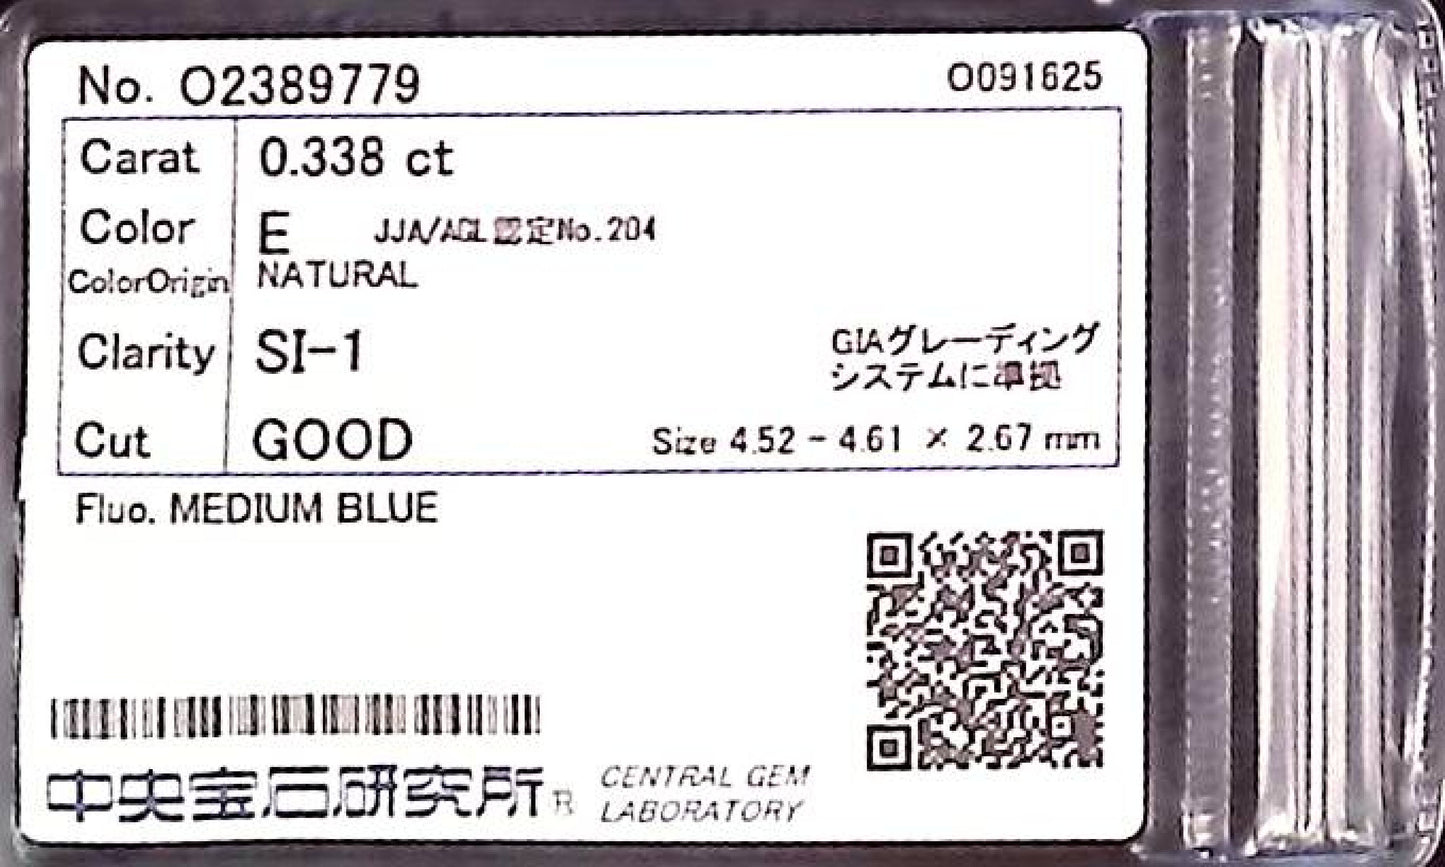 No. O2389779 O091625
Carat 0.338 ct
Color E JJA/AGL認定No.204
ColorOrigin NATURAL
Clarity SI-1 GIAグレーディング
システムに準拠
Cut GOOD Size 4.52 - 4.61 × 2.67 mm
Fluo. MEDIUM BLUE
中央宝石研究所® CENTRAL GEM
LABORATORY